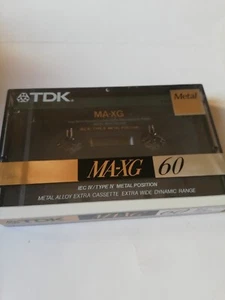 TDK
Metal
MA-XG
MA-XG 60
IEC IV/TYPE IV METAL POSITION
METAL ALLOY EXTRA CASSETTE EXTRA WIDE DYNAMIC RANGE